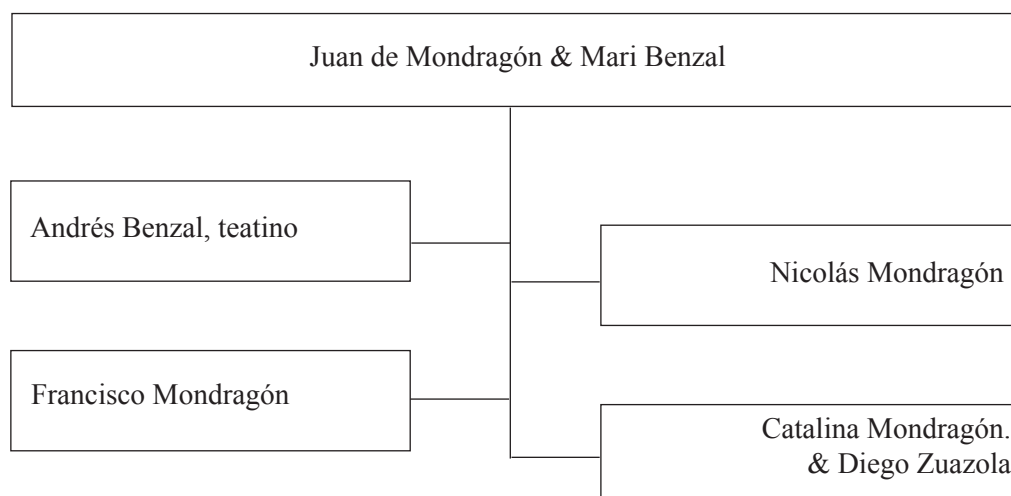 Juan de Mondragón & Mari Benzal
Andrés Benzal, teatino
Nicolás Mondragón
Francisco Mondragón
Catalina Mondragón.
& Diego Zuazola